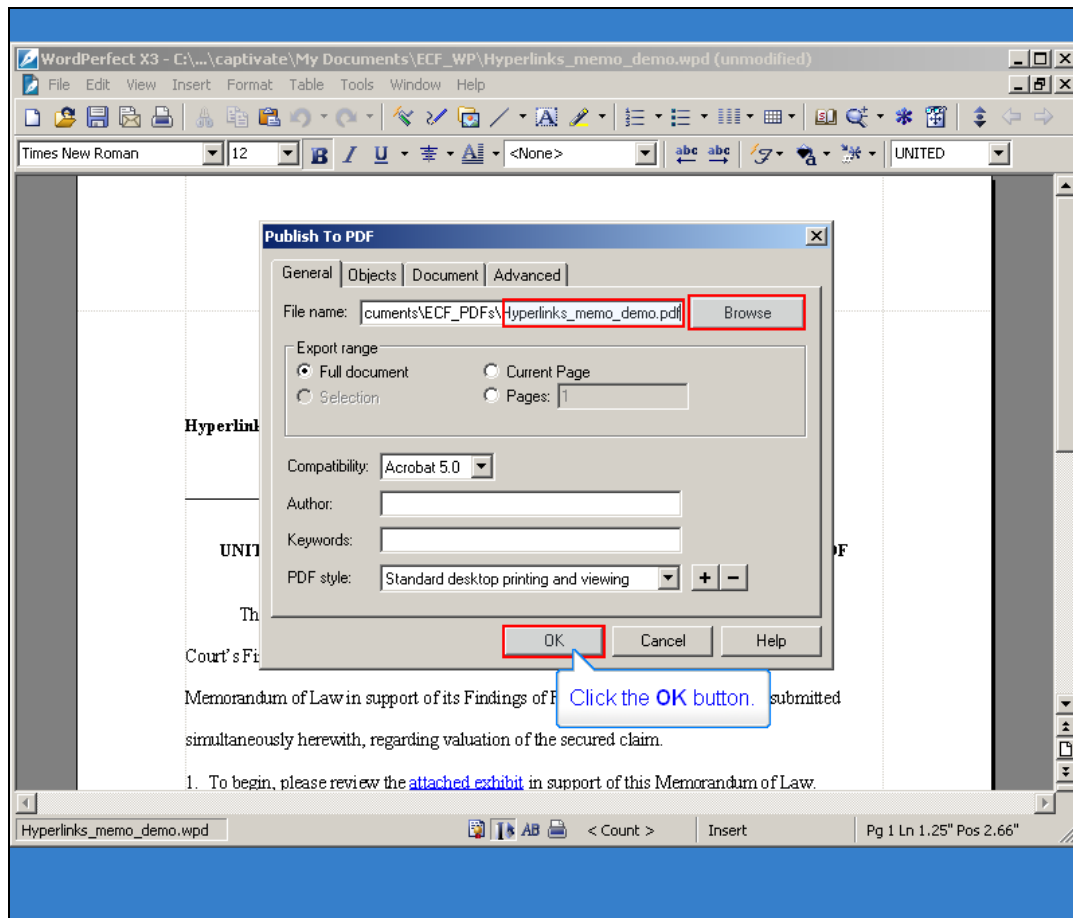 WordPerfect X3 - C:\...\captivate\My Documents\ECF_WP\Hyperlinks_memo_demo.wpd (unmodified)
File Edit View Insert Format Table Tools Window Help
Times New Roman 12 B I U <None> abc abc UNITED
Publish To PDF
General Objects Document Advanced
File name: cuments\ECF_PDFs\Hyperlinks_memo_demo.pdf Browse
Export range
Full document Current Page
Selection Pages: 1
Hyperlink
Compatibility: Acrobat 5.0
Author:
Keywords:
UNIT
PDF style: Standard desktop printing and viewing + -
Th
OK Cancel Help
Court's Fi
Memorandum of Law in support of its Findings of F submitted
Click the OK button.
simultaneously herewith, regarding valuation of the secured claim.
1. To begin, please review the attached exhibit in support of this Memorandum of Law.
Hyperlinks_memo_demo.wpd AB < Count > Insert Pg 1 Ln 1.25" Pos 2.66"